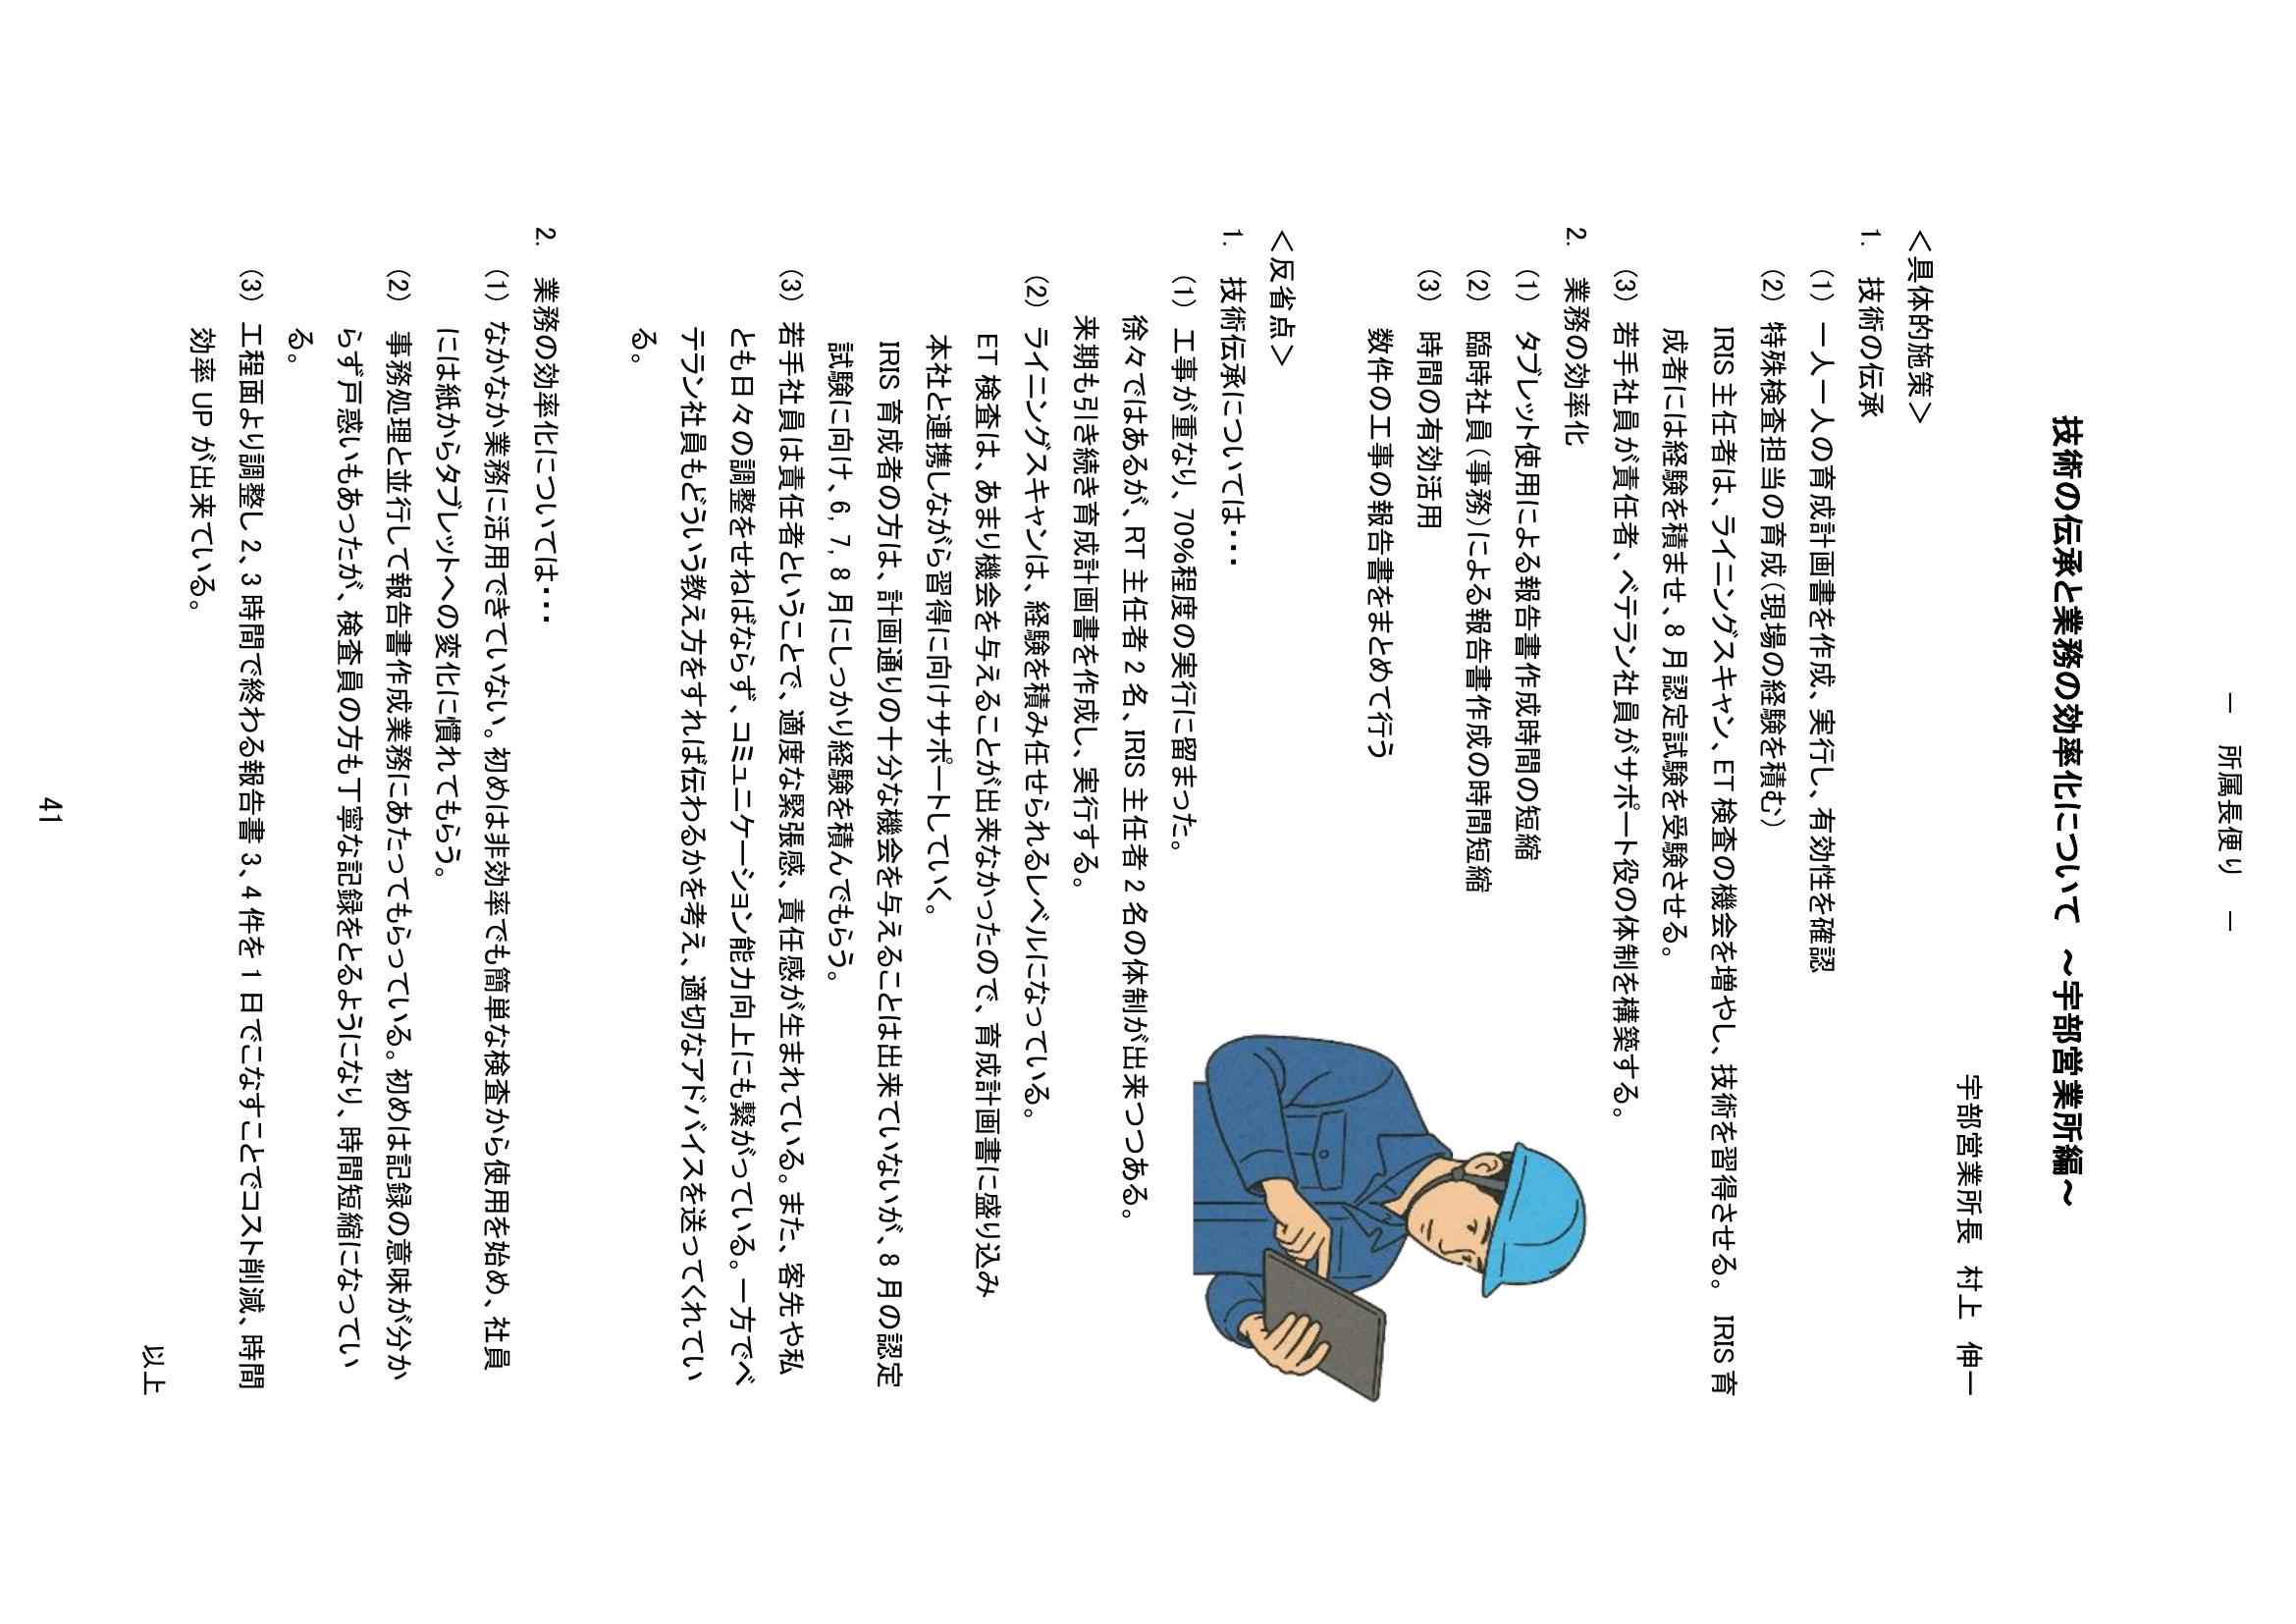 －　所属長便り　－
技術の伝承と業務の効率化について　～宇部営業所編～
宇部営業所長　村上　伸一
＜具体的施策＞
1.　技術の伝承
(1)　一人一人の育成計画書を作成、実行し、有効性を確認
(2)　特殊検査担当の育成(現場の経験を積む)
IRIS 主任者は、ライニングスキャン、ET 検査の機会を増やし、技術を習得させる。　IRIS 育
成者には経験を積ませ、8 月認定試験を受験させる。
(3)　若手社員が責任者、ベテラン社員がサポート役の体制を構築する。
2.　業務の効率化
(1)　タブレット使用による報告書作成時間の短縮
(2)　臨時社員(事務)による報告書作成の時間短縮
(3)　時間の有効活用
数件の工事の報告書をまとめて行う
＜反省点＞
1.　技術伝承については・・・
(1)　工事が重なり、70％程度の実行に留まった。
徐々ではあるが、RT 主任者 2 名、IRIS 主任者 2 名の体制が出来つつある。
来期も引き続き育成計画書を作成し、実行する。
(2)　ライニングスキャンは、経験を積み任せられるレベルになっている。
ET 検査は、あまり機会を与えることが出来なかったので、育成計画書に盛り込み
本社と連携しながら習得に向けサポートしていく。
IRIS 育成者の方は、計画通りの十分な機会を与えることは出来ていないが、8 月の認定
試験に向け、6, 7, 8 月にしっかり経験を積んでもらう。
(3)　若手社員は責任者ということで、適度な緊張感、責任感が生まれている。また、客先や私
とも日々の調整をせねばならず、コミュニケーション能力向上にも繋がっている。一方でベ
テラン社員もどういう教え方をすれば伝わるかを考え、適切なアドバイスを送ってくれてい
る。
2.　業務の効率化については・・・
(1)　なかなか業務に活用できていない。初めは非効率でも簡単な検査から使用を始め、社員
には紙からタブレットへの変化に慣れてもらう。
(2)　事務処理と並行して報告書作成業務にあたってもらっている。初めは記録の意味が分か
らず戸惑いもあったが、検査員の方も丁寧な記録をとるようになり、時間短縮になってい
る。
(3)　工程面より調整し 2、3 時間で終わる報告書 3、4 件を 1 日でこなすことでコスト削減、時間
効率 UP が出来ている。
以上
41